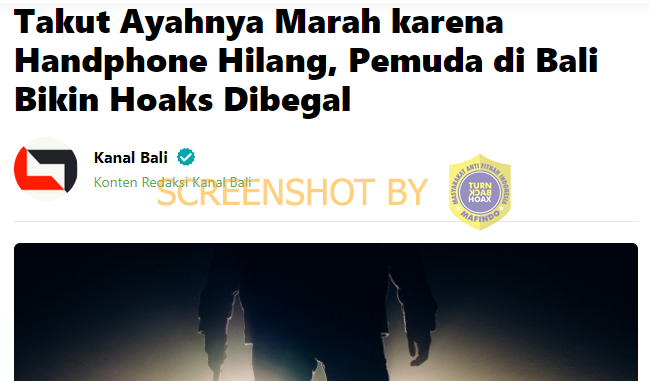 Takut Ayahnya Marah karena
Handphone Hilang, Pemuda di Bali
Bikin Hoaks Dibegal
Kanal Bali
Konten Redaksi Kanal Bali
SCREENSHOT BY
MASYARAKAT ANTI FITNAH INDONESIA
TURN
BACK
HOAX
MAFINDO